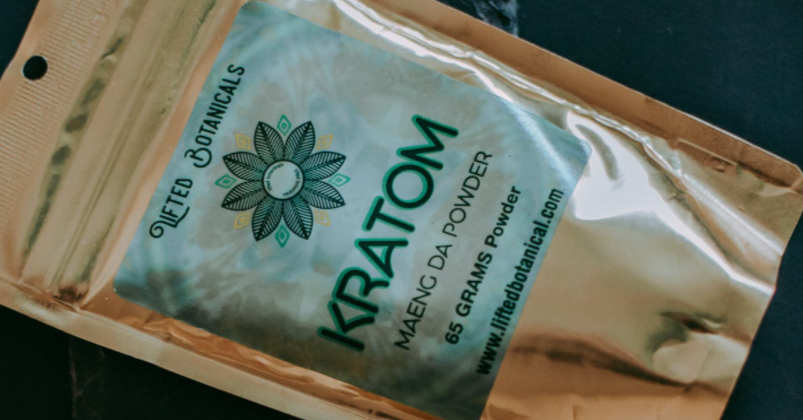 Lifted Botanicals
KRATOM
MAENG DA POWDER
65 GRAMS Powder
www.liftedbotanical.com